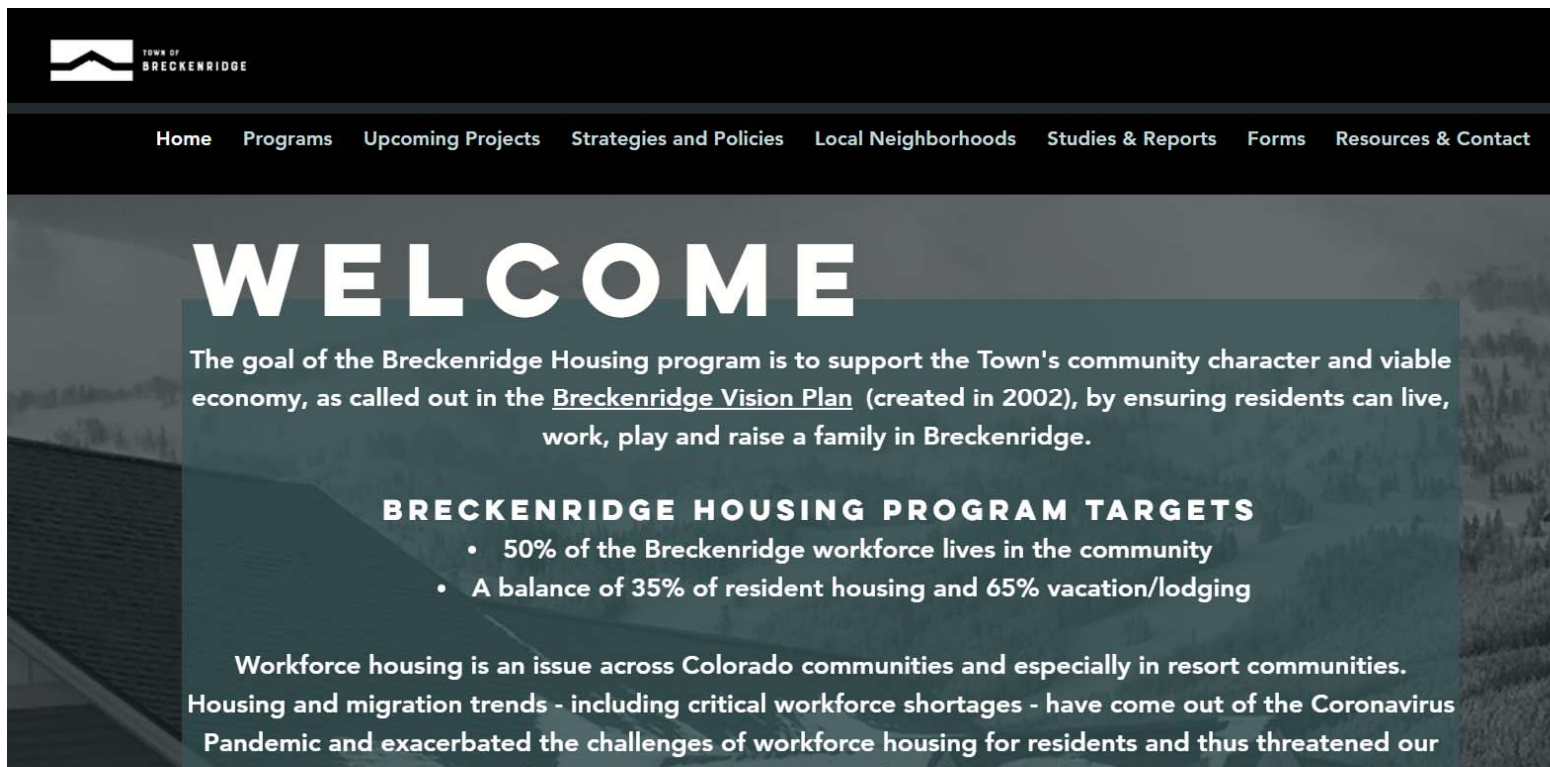 TOWN OF
BRECKENRIDGE
Home Programs Upcoming Projects Strategies and Policies Local Neighborhoods Studies & Reports Forms Resources & Contact
WELCOME
The goal of the Breckenridge Housing program is to support the Town's community character and viable
economy, as called out in the Breckenridge Vision Plan (created in 2002), by ensuring residents can live,
work, play and raise a family in Breckenridge.
BRECKENRIDGE HOUSING PROGRAM TARGETS
• 50% of the Breckenridge workforce lives in the community
• A balance of 35% of resident housing and 65% vacation/lodging
Workforce housing is an issue across Colorado communities and especially in resort communities.
Housing and migration trends - including critical workforce shortages - have come out of the Coronavirus
Pandemic and exacerbated the challenges of workforce housing for residents and thus threatened our